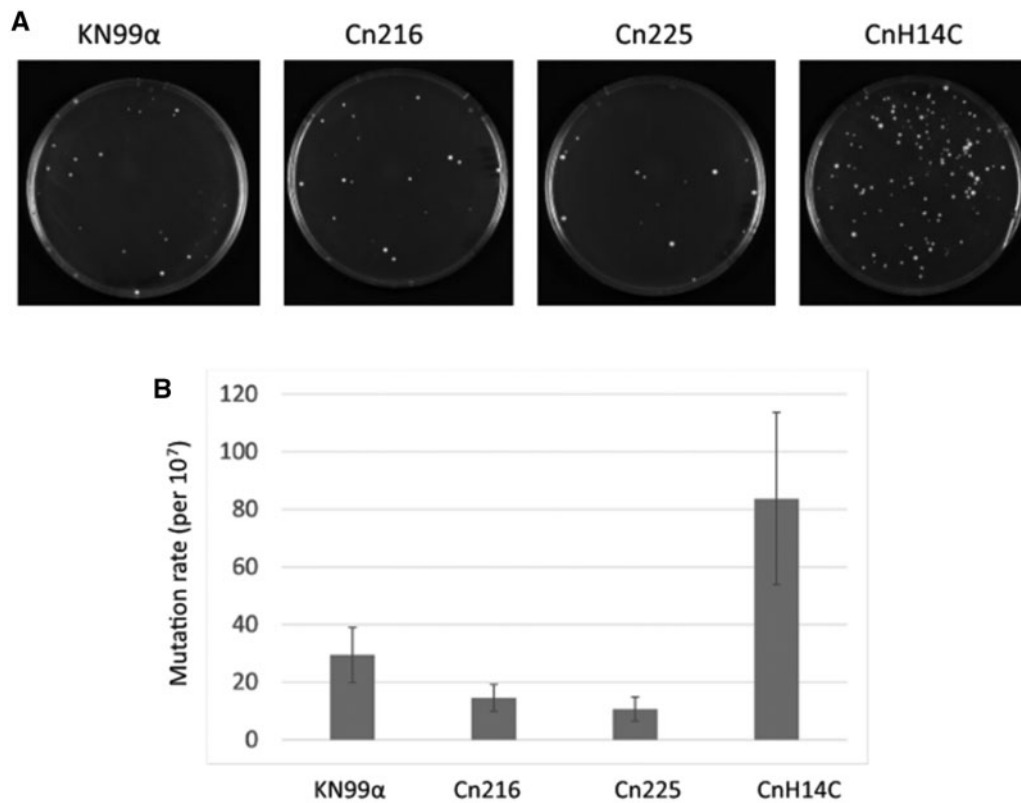 A
KN99α Cn216 Cn225 CnH14C
B
Mutation rate (per 10⁷)
120
100
80
60
40
20
0
KN99α Cn216 Cn225 CnH14C